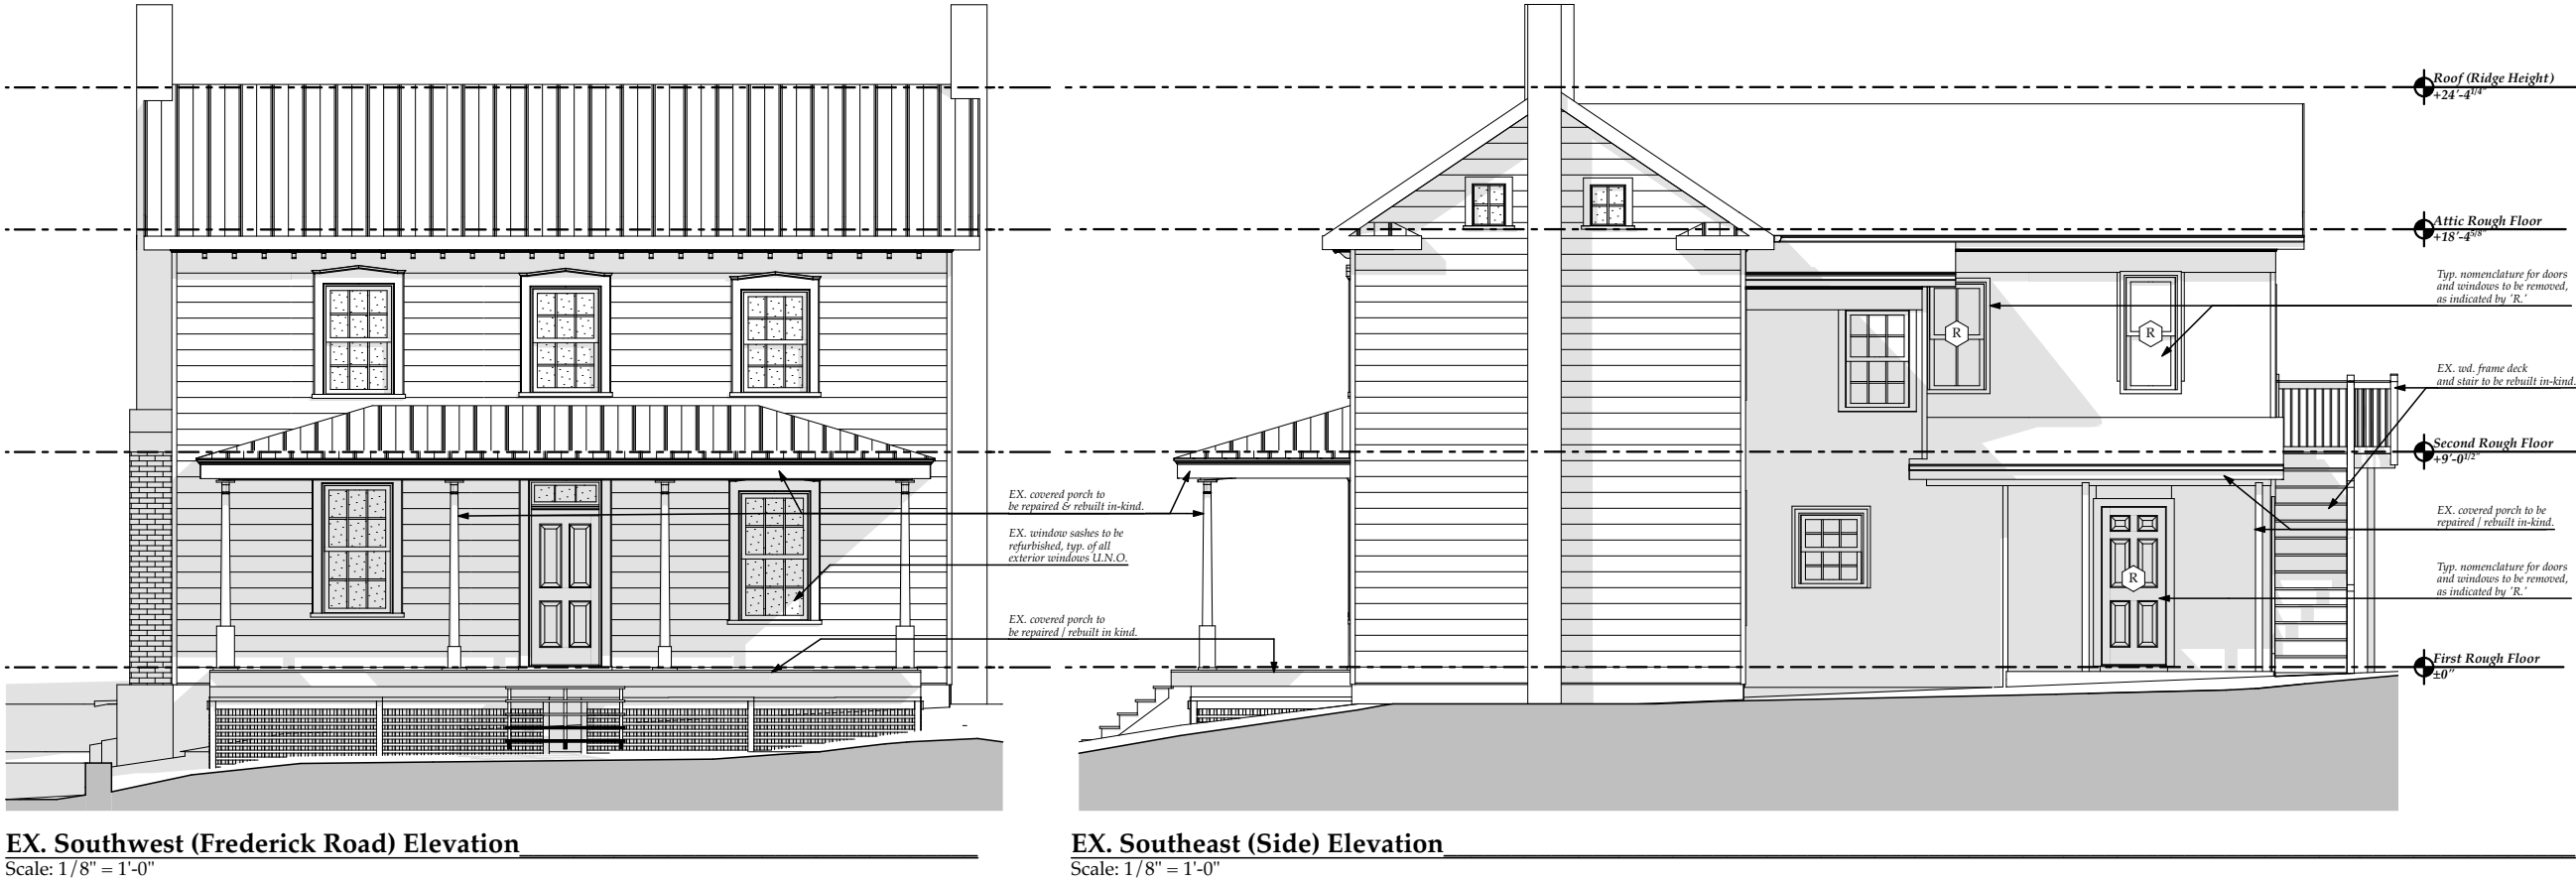 Roof (Ridge Height)
+24'-4 1/4"
Attic Rough Floor
+18'-4 5/8"
Typ. nomenclature for doors
and windows to be removed,
as indicated by 'R.'
R
R
EX. wd. frame deck
and stair to be rebuilt in-kind.
Second Rough Floor
+9'-0 1/2"
EX. covered porch to
be repaired & rebuilt in-kind.
EX. window sashes to be
refurbished, typ. of all
exterior windows U.N.O.
EX. covered porch to be
repaired / rebuilt in-kind.
Typ. nomenclature for doors
and windows to be removed,
as indicated by 'R.'
R
EX. covered porch to
be repaired / rebuilt in kind.
First Rough Floor
±0"
EX. Southwest (Frederick Road) Elevation
Scale: 1/8" = 1'-0"
EX. Southeast (Side) Elevation
Scale: 1/8" = 1'-0"